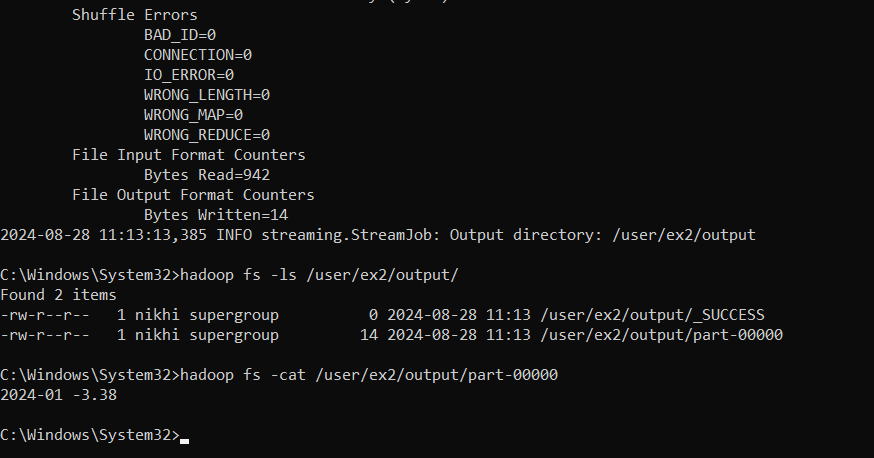 Shuffle Errors
BAD_ID=0
CONNECTION=0
IO_ERROR=0
WRONG_LENGTH=0
WRONG_MAP=0
WRONG_REDUCE=0
File Input Format Counters
Bytes Read=942
File Output Format Counters
Bytes Written=14
2024-08-28 11:13:13,385 INFO streaming.StreamJob: Output directory: /user/ex2/output
C:\Windows\System32>hadoop fs -ls /user/ex2/output/
Found 2 items
-rw-r--r--   1 nikhi supergroup          0 2024-08-28 11:13 /user/ex2/output/_SUCCESS
-rw-r--r--   1 nikhi supergroup         14 2024-08-28 11:13 /user/ex2/output/part-00000
C:\Windows\System32>hadoop fs -cat /user/ex2/output/part-00000
2024-01 -3.38
C:\Windows\System32>